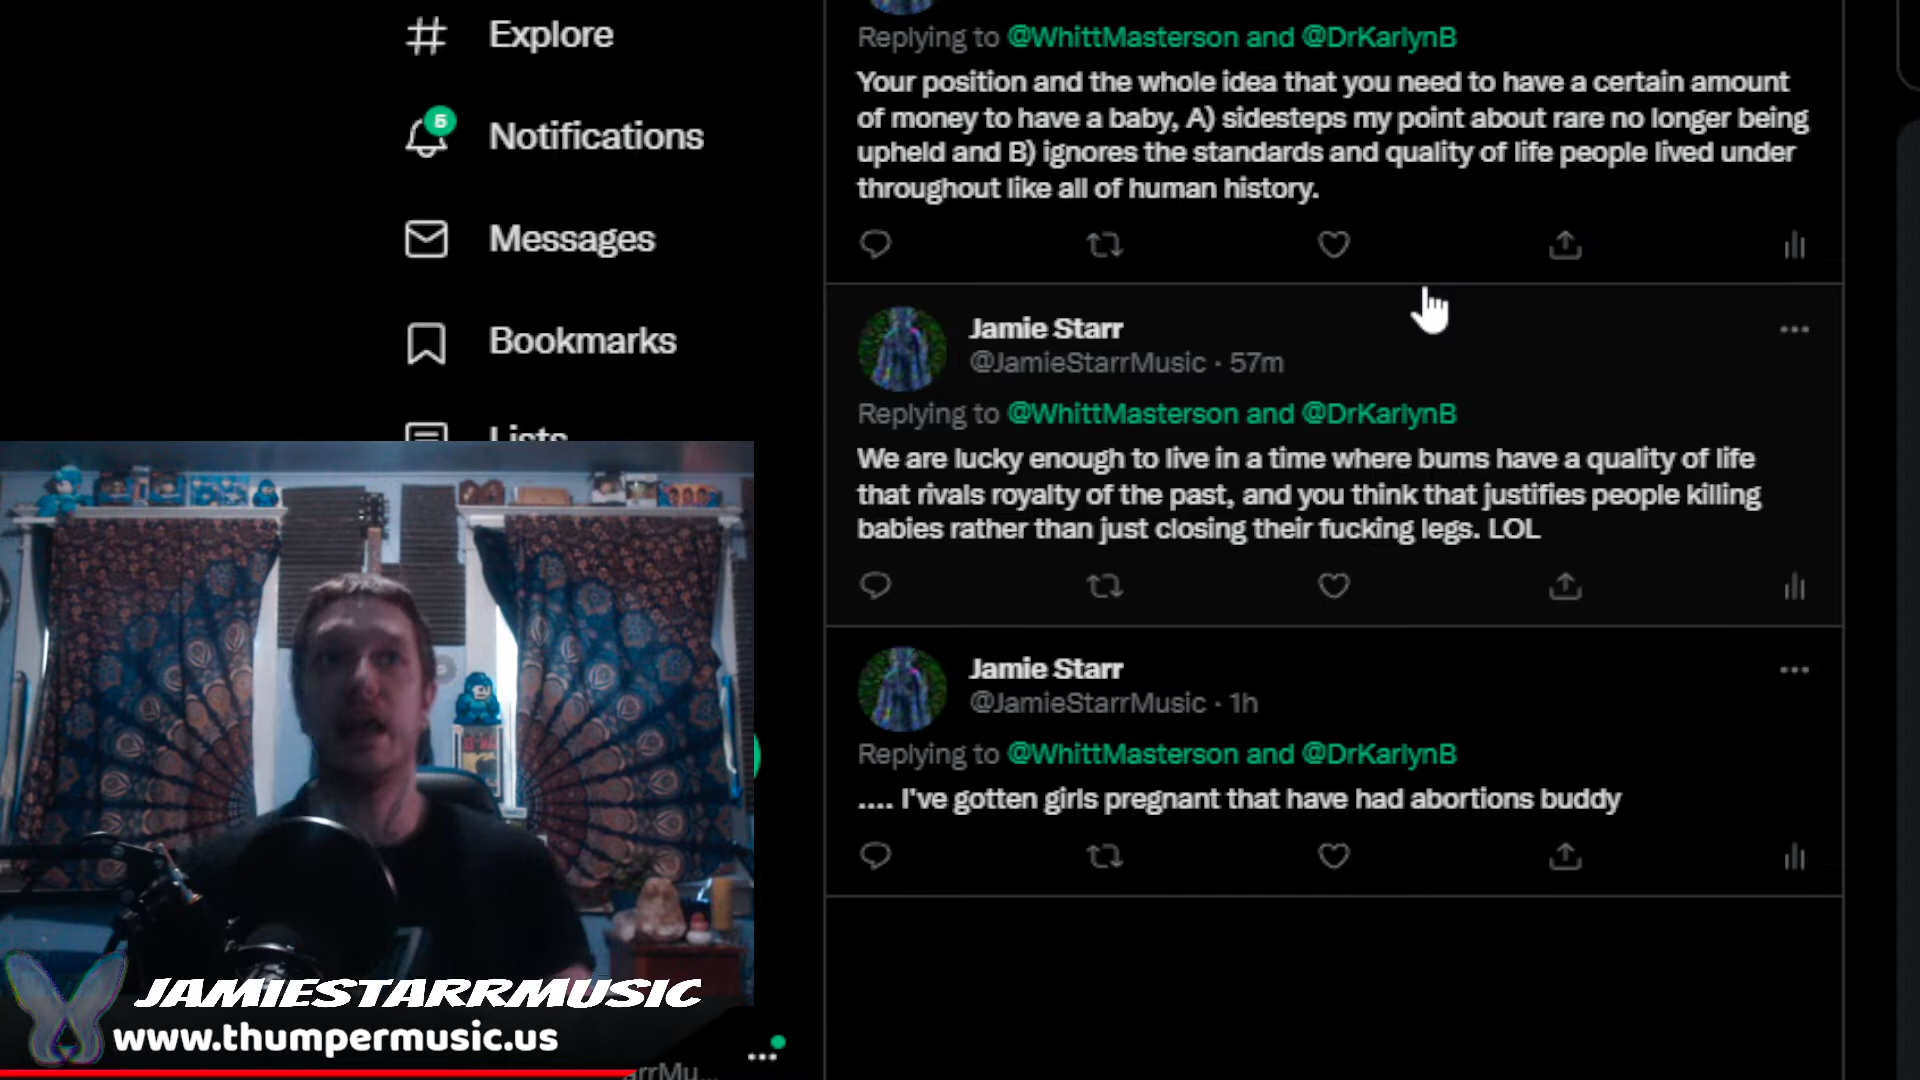 Explore
6
Notifications
Messages
Bookmarks
Lists
Replying to @WhittMasterson and @DrKarlynB
Your position and the whole idea that you need to have a certain amount
of money to have a baby, A) sidesteps my point about rare no longer being
upheld and B) ignores the standards and quality of life people lived under
throughout like all of human history.
Jamie Starr
@JamieStarrMusic · 57m
Replying to @WhittMasterson and @DrKarlynB
We are lucky enough to live in a time where bums have a quality of life
that rivals royalty of the past, and you think that justifies people killing
babies rather than just closing their fucking legs. LOL
Jamie Starr
@JamieStarrMusic · 1h
Replying to @WhittMasterson and @DrKarlynB
.... I've gotten girls pregnant that have had abortions buddy
JAMIESTARRMUSIC
www.thumpermusic.us